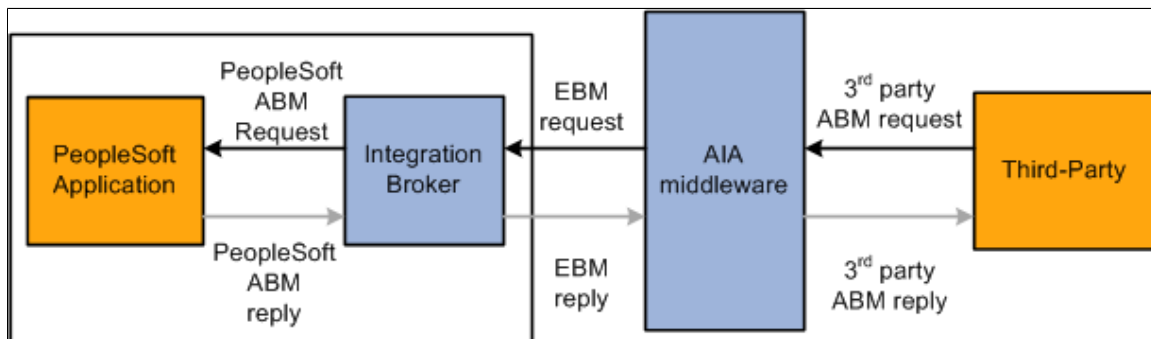 PeopleSoft
ABM
Request
EBM
request
3rd party
ABM request
PeopleSoft
Application
Integration
Broker
AIA
middleware
Third-Party
PeopleSoft
ABM
reply
EBM
reply
3rd party
ABM reply